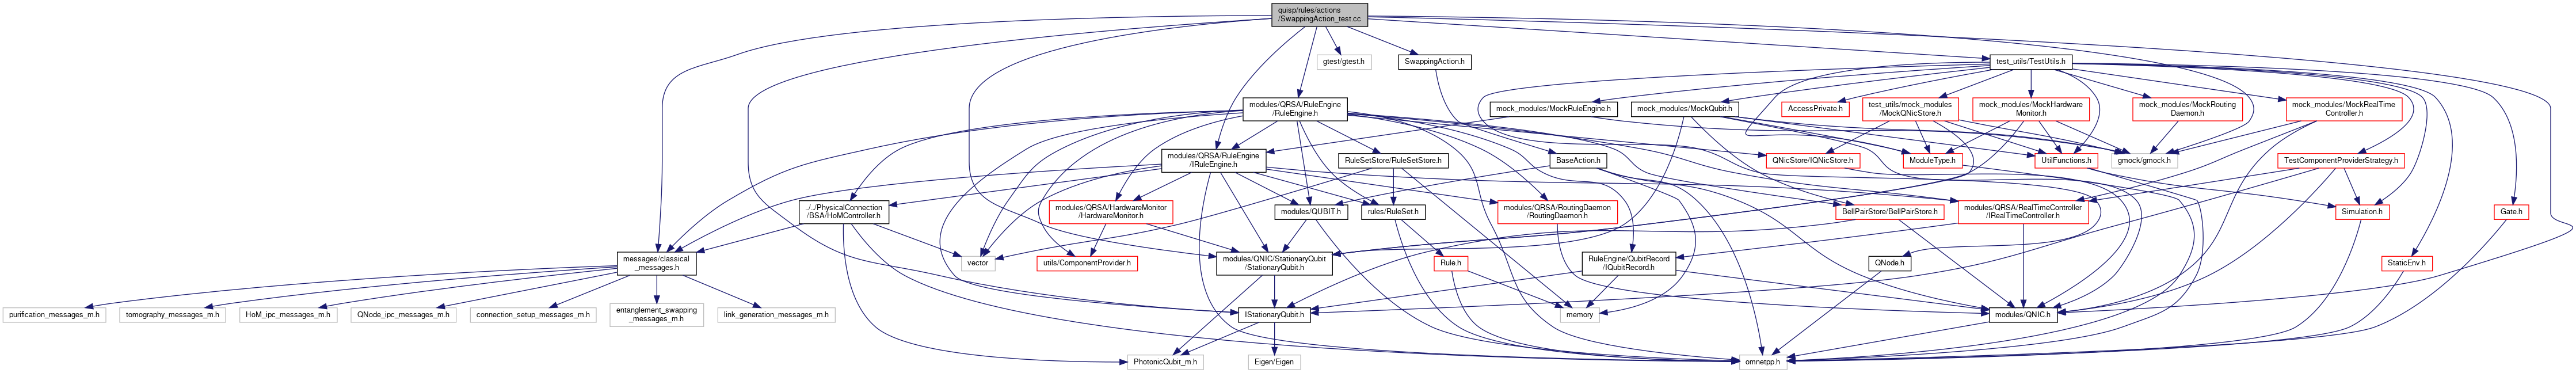 quisp/rules/actions
/SwappingAction_test.cc
gtest/gtest.h
SwappingAction.h
test_utils/TestUtils.h
modules/QRSA/RuleEngine
/RuleEngine.h
mock_modules/MockRuleEngine.h
mock_modules/MockQubit.h
AccessPrivate.h
test_utils/mock_modules
/MockQNicStore.h
mock_modules/MockHardware
Monitor.h
mock_modules/MockRouting
Daemon.h
mock_modules/MockRealTime
Controller.h
modules/QRSA/RuleEngine
/IRuleEngine.h
RuleSetStore/RuleSetStore.h
BaseAction.h
QNicStore/IQNicStore.h
ModuleType.h
UtilFunctions.h
gmock/gmock.h
TestComponentProviderStrategy.h
../../PhysicalConnection
/BSA/HoMController.h
modules/QRSA/HardwareMonitor
/HardwareMonitor.h
modules/QUBIT.h
rules/RuleSet.h
modules/QRSA/RoutingDaemon
/RoutingDaemon.h
BellPairStore/BellPairStore.h
modules/QRSA/RealTimeController
/IRealTimeController.h
Simulation.h
Gate.h
messages/classical
_messages.h
vector
utils/ComponentProvider.h
modules/QNIC/StationaryQubit
/StationaryQubit.h
Rule.h
RuleEngine/QubitRecord
/IQubitRecord.h
QNode.h
StaticEnv.h
purification_messages_m.h
tomography_messages_m.h
HoM_ipc_messages_m.h
QNode_ipc_messages_m.h
connection_setup_messages_m.h
entanglement_swapping
_messages_m.h
link_generation_messages_m.h
IStationaryQubit.h
memory
modules/QNIC.h
PhotonicQubit_m.h
Eigen/Eigen
omnetpp.h